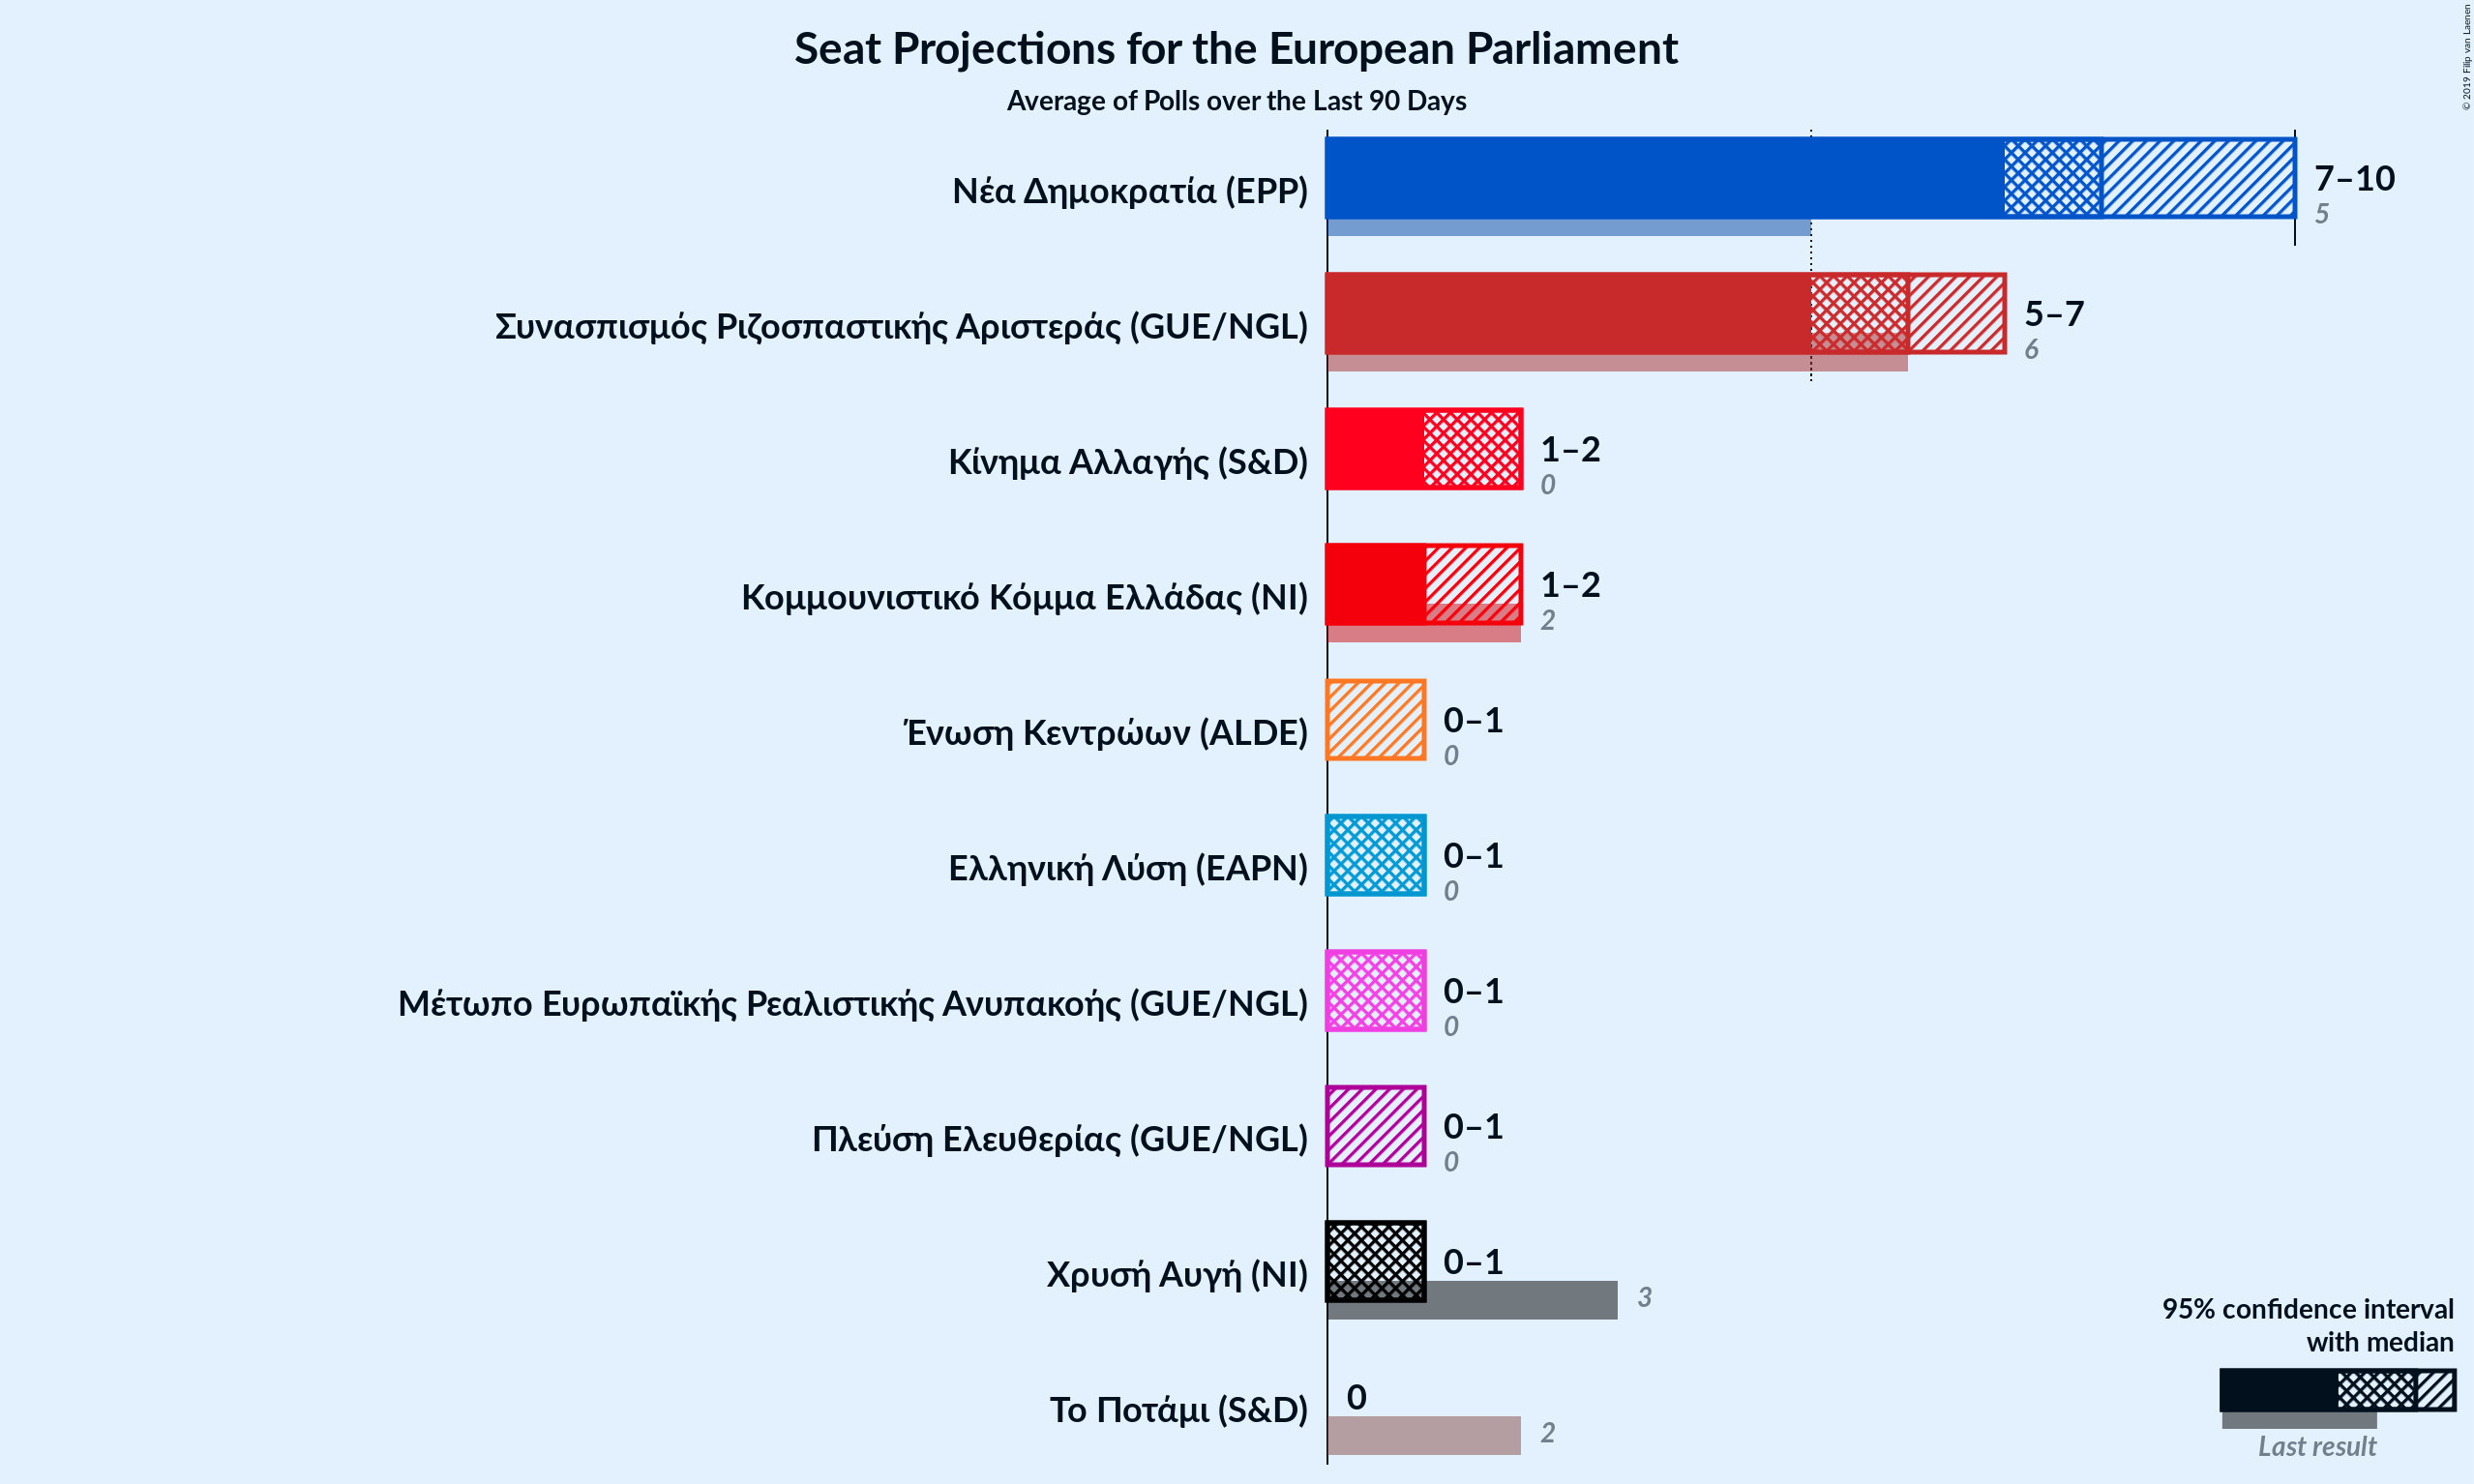 Seat Projections for the European Parliament
Average of Polls over the Last 90 Days
© 2019 Filip van Laenen
Νέα Δημοκρατία (EPP)
7–10
5
Συνασπισμός Ριζοσπαστικής Αριστεράς (GUE/NGL)
5–7
6
Κίνημα Αλλαγής (S&D)
1–2
0
Κομμουνιστικό Κόμμα Ελλάδας (NI)
1–2
2
Ένωση Κεντρώων (ALDE)
0–1
0
Ελληνική Λύση (EAPN)
0–1
0
Μέτωπο Ευρωπαϊκής Ρεαλιστικής Ανυπακοής (GUE/NGL)
0–1
0
Πλεύση Ελευθερίας (GUE/NGL)
0–1
0
Χρυσή Αυγή (NI)
0–1
3
Το Ποτάμι (S&D)
0
2
95% confidence interval
with median
Last result